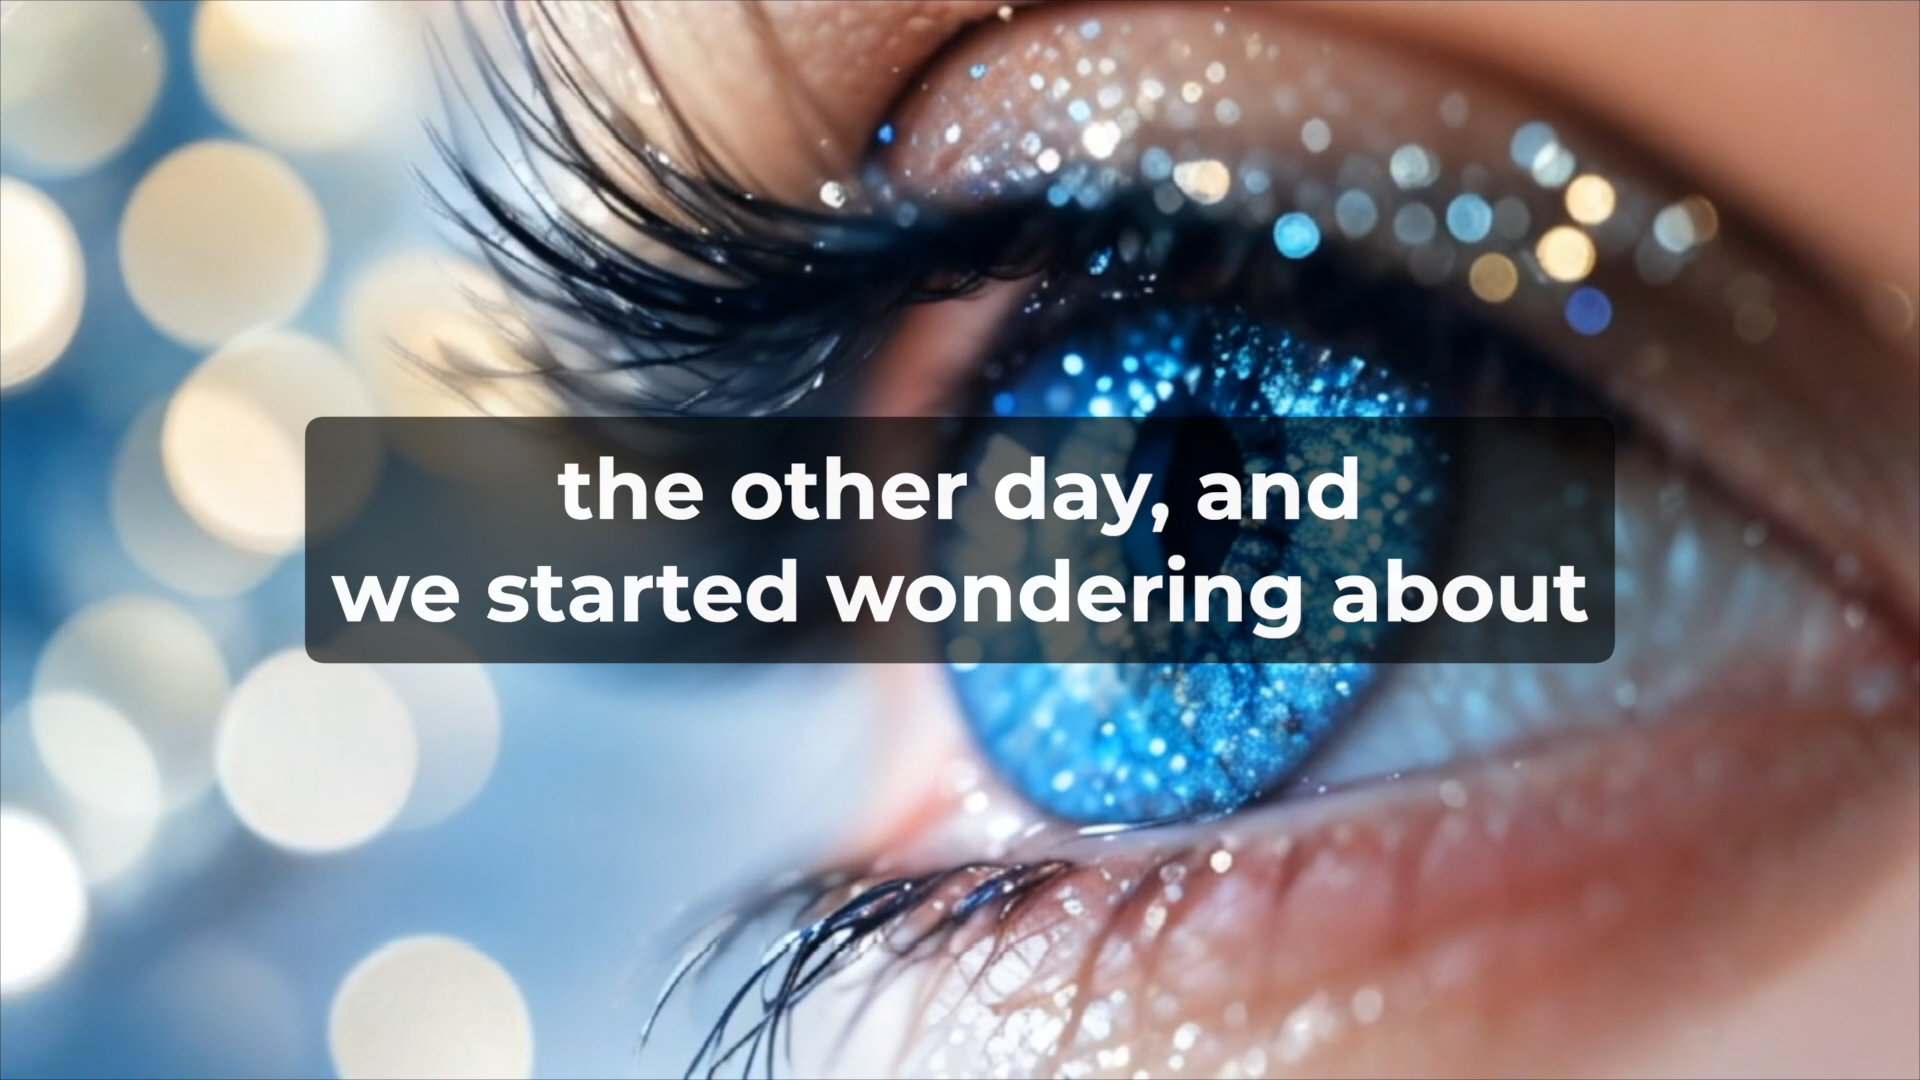 the other day, and
we started wondering about